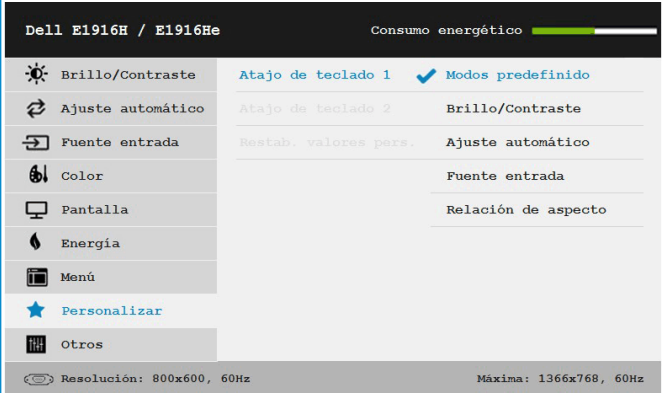 Dell E1916H / E1916He
Consumo energético
Brillo/Contraste
Ajuste automático
Fuente entrada
Color
Pantalla
Energía
Menú
Personalizar
Otros
Atajo de teclado 1
Atajo de teclado 2
Restab. valores pers.
Modos predefinido
Brillo/Contraste
Ajuste automático
Fuente entrada
Relación de aspecto
Resolución: 800x600, 60Hz
Máxima: 1366x768, 60Hz